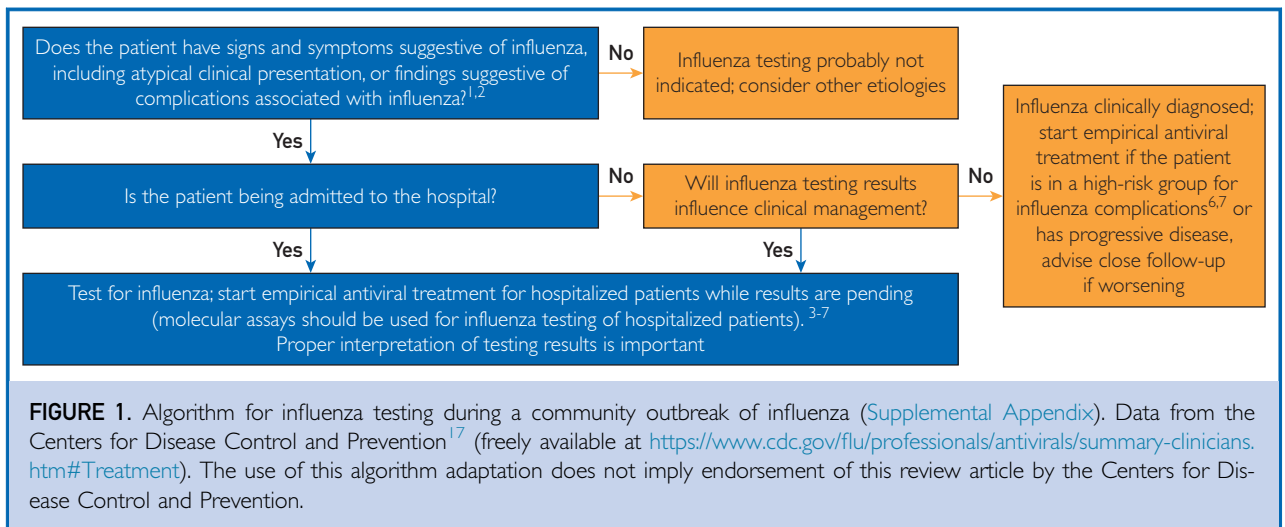 Does the patient have signs and symptoms suggestive of influenza,
including atypical clinical presentation, or findings suggestive of
complications associated with influenza?1,2
No
Influenza testing probably not
indicated; consider other etiologies
Yes
Is the patient being admitted to the hospital?
No
Will influenza testing results
influence clinical management?
No
Influenza clinically diagnosed;
start empirical antiviral
treatment if the patient
is in a high-risk group for
influenza complications6,7 or
has progressive disease,
advise close follow-up
if worsening
Yes
Yes
Test for influenza; start empirical antiviral treatment for hospitalized patients while results are pending
(molecular assays should be used for influenza testing of hospitalized patients). 3-7
Proper interpretation of testing results is important
FIGURE 1. Algorithm for influenza testing during a community outbreak of influenza (Supplemental Appendix). Data from the
Centers for Disease Control and Prevention17 (freely available at https://www.cdc.gov/flu/professionals/antivirals/summary-clinicians.
htm#Treatment). The use of this algorithm adaptation does not imply endorsement of this review article by the Centers for Dis-
ease Control and Prevention.